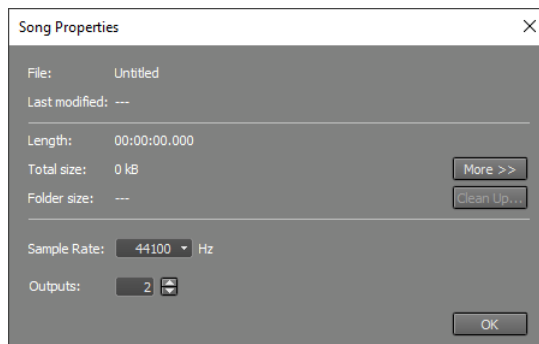 Song Properties
File: Untitled
Last modified: ---
Length: 00:00:00.000
Total size: 0 kB More >>
Folder size: --- Clean Up...
Sample Rate: 44100 Hz
Outputs: 2
OK